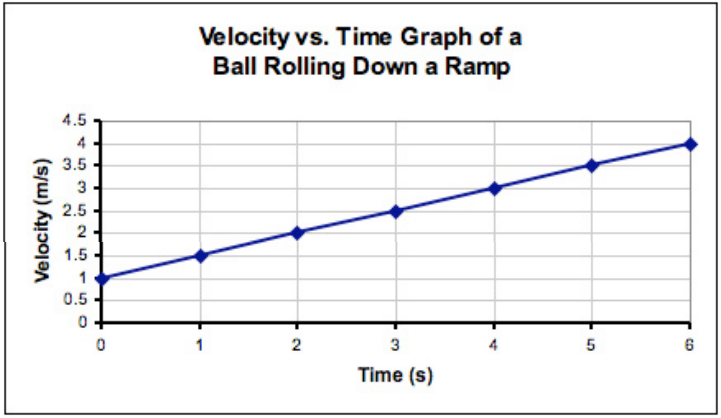 Velocity vs. Time Graph of a
Ball Rolling Down a Ramp
4.5
4
3.5
3
2.5
2
1.5
1
0.5
0
Velocity (m/s)
0 1 2 3 4 5 6
Time (s)